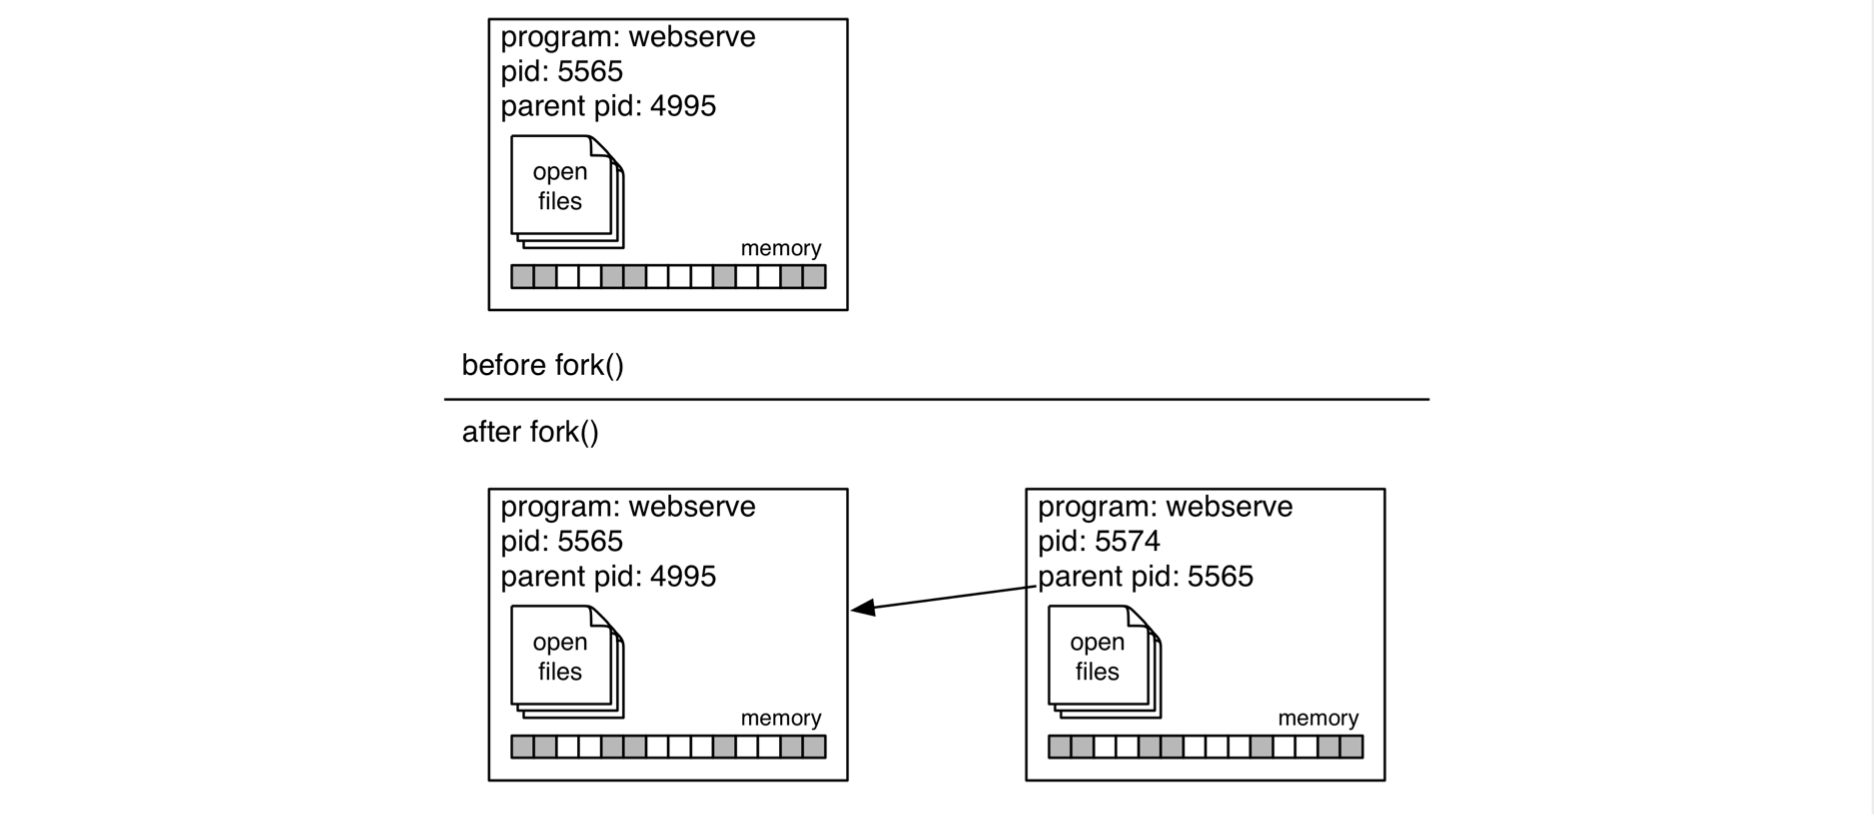 program: webserve
pid: 5565
parent pid: 4995
open
files
memory
before fork()
after fork()
program: webserve
pid: 5565
parent pid: 4995
open
files
memory
program: webserve
pid: 5574
parent pid: 5565
open
files
memory